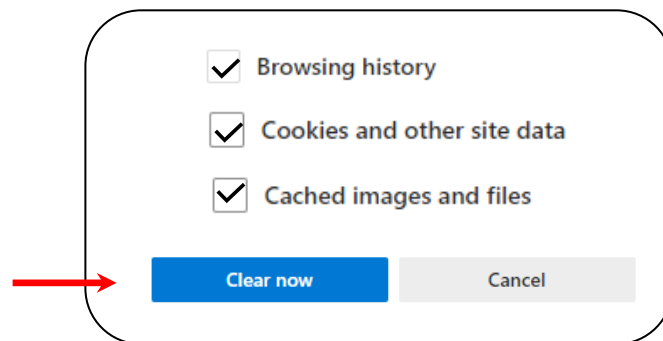 Browsing history
Cookies and other site data
Cached images and files
Clear now Cancel